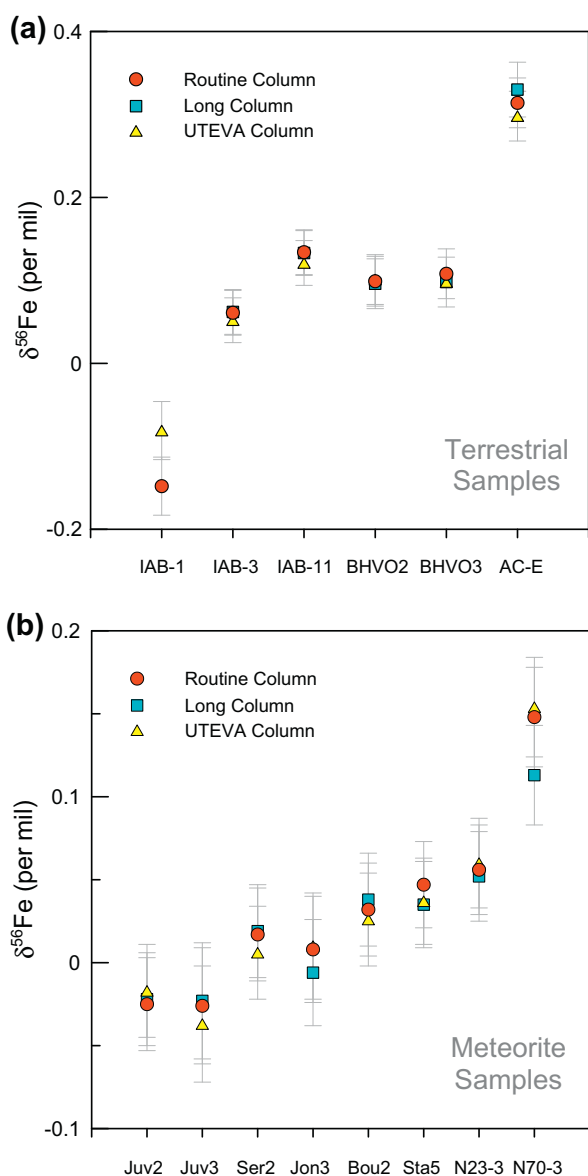 (a)
0.4
0.2
0
-0.2
δ⁵⁶Fe (per mil)
Routine Column
Long Column
UTEVA Column
Terrestrial
Samples
IAB-1 IAB-3 IAB-11 BHVO2 BHVO3 AC-E
(b)
0.2
0.1
0
-0.1
δ⁵⁶Fe (per mil)
Routine Column
Long Column
UTEVA Column
Meteorite
Samples
Juv2 Juv3 Ser2 Jon3 Bou2 Sta5 N23-3 N70-3